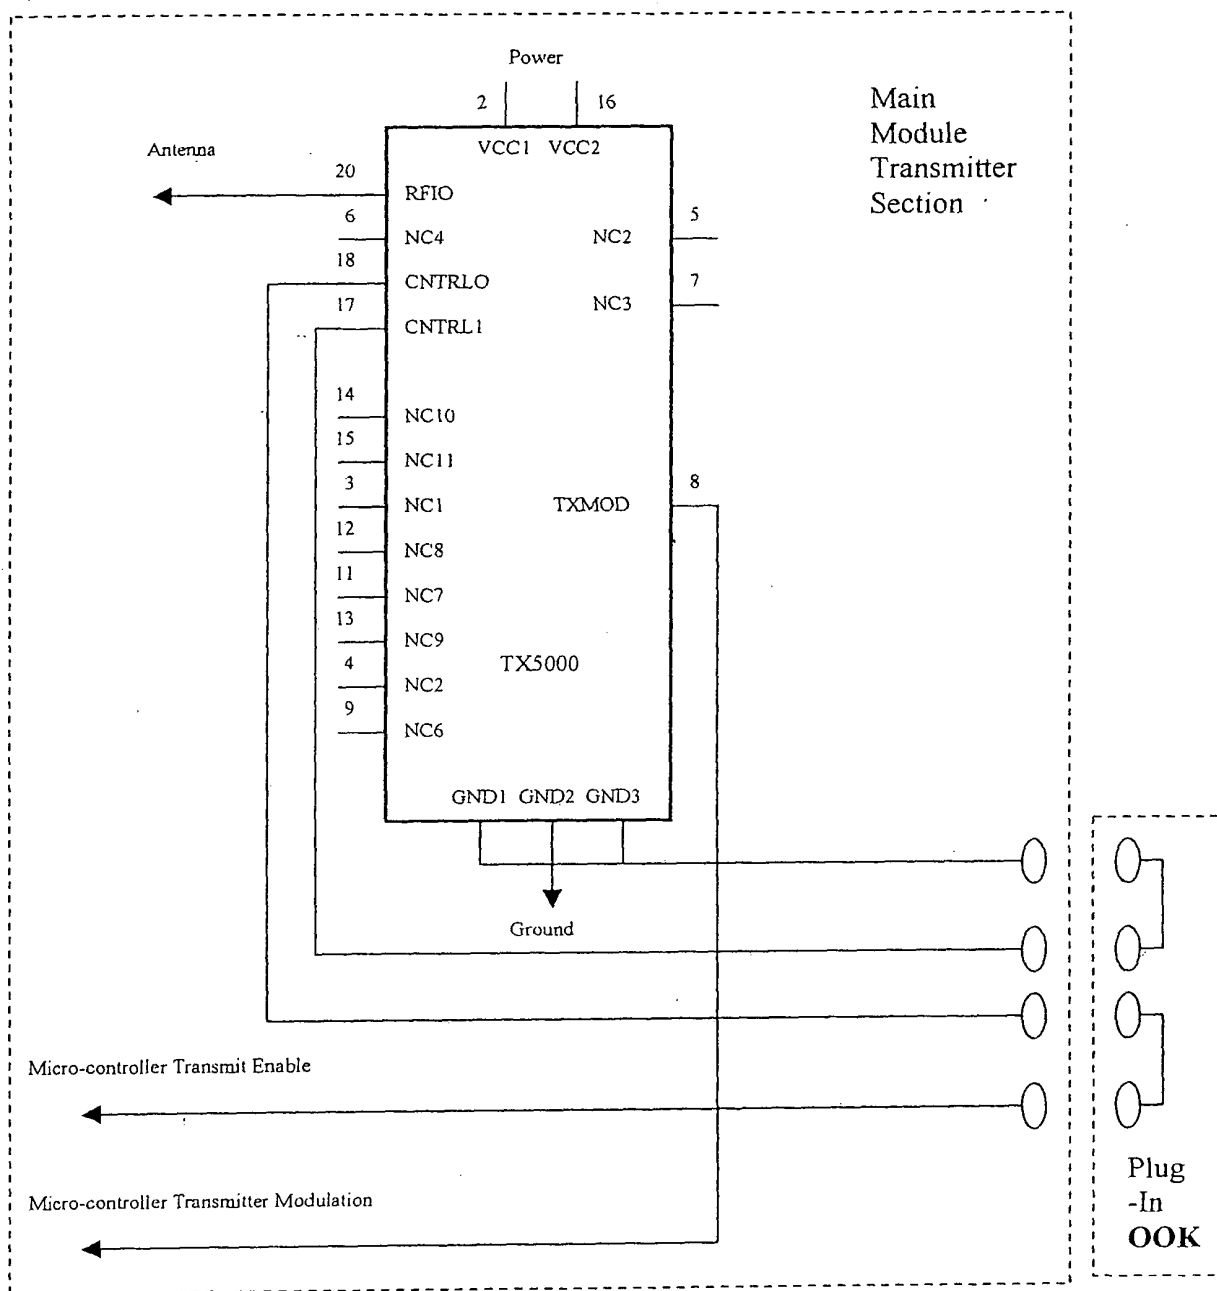 Power
2 16
Main
Module
Transmitter
Section
VCC1 VCC2
Antenna
20
RFIO
6
NC4
5
NC2
18
CNTRLO
7
NC3
17
CNTRL1
14
NC10
15
NC11
3
NC1
8
TXMOD
12
NC8
11
NC7
13
NC9
TX5000
4
NC2
9
NC6
GND1 GND2 GND3
Ground
Micro-controller Transmit Enable
Micro-controller Transmitter Modulation
Plug
-In
OOK